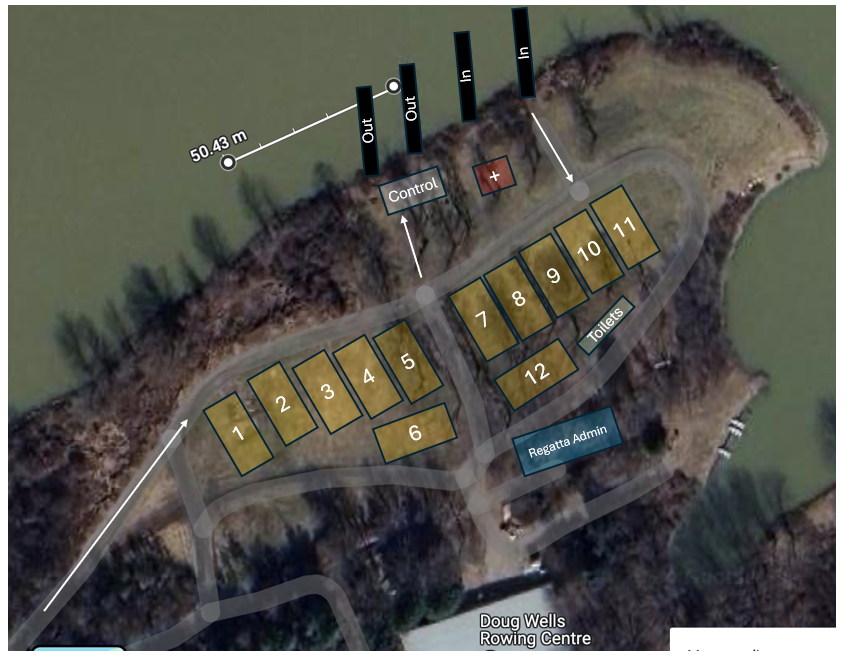 In
In
Out
Out
50.43 m
Control
+
11
10
9
8
7
Toilets
5
4
3
2
1
12
6
Regatta Admin
Doug Wells
Rowing Centre